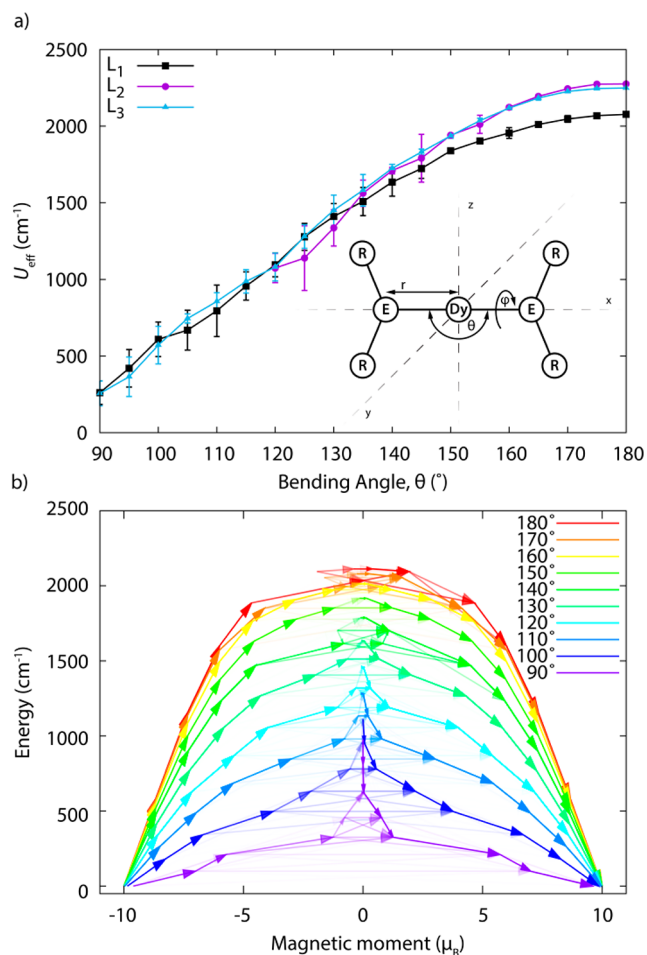 a)
2500
2000
1500
1000
500
0
L1
L2
L3
Ueff (cm-1)
z
R R
r φ
E Dy E x
θ
R R
y
90 100 110 120 130 140 150 160 170 180
Bending Angle, θ (°)
b)
2500
2000
1500
1000
500
0
180°
170°
160°
150°
140°
130°
120°
110°
100°
90°
Energy (cm-1)
-10 -5 0 5 10
Magnetic moment (μB)